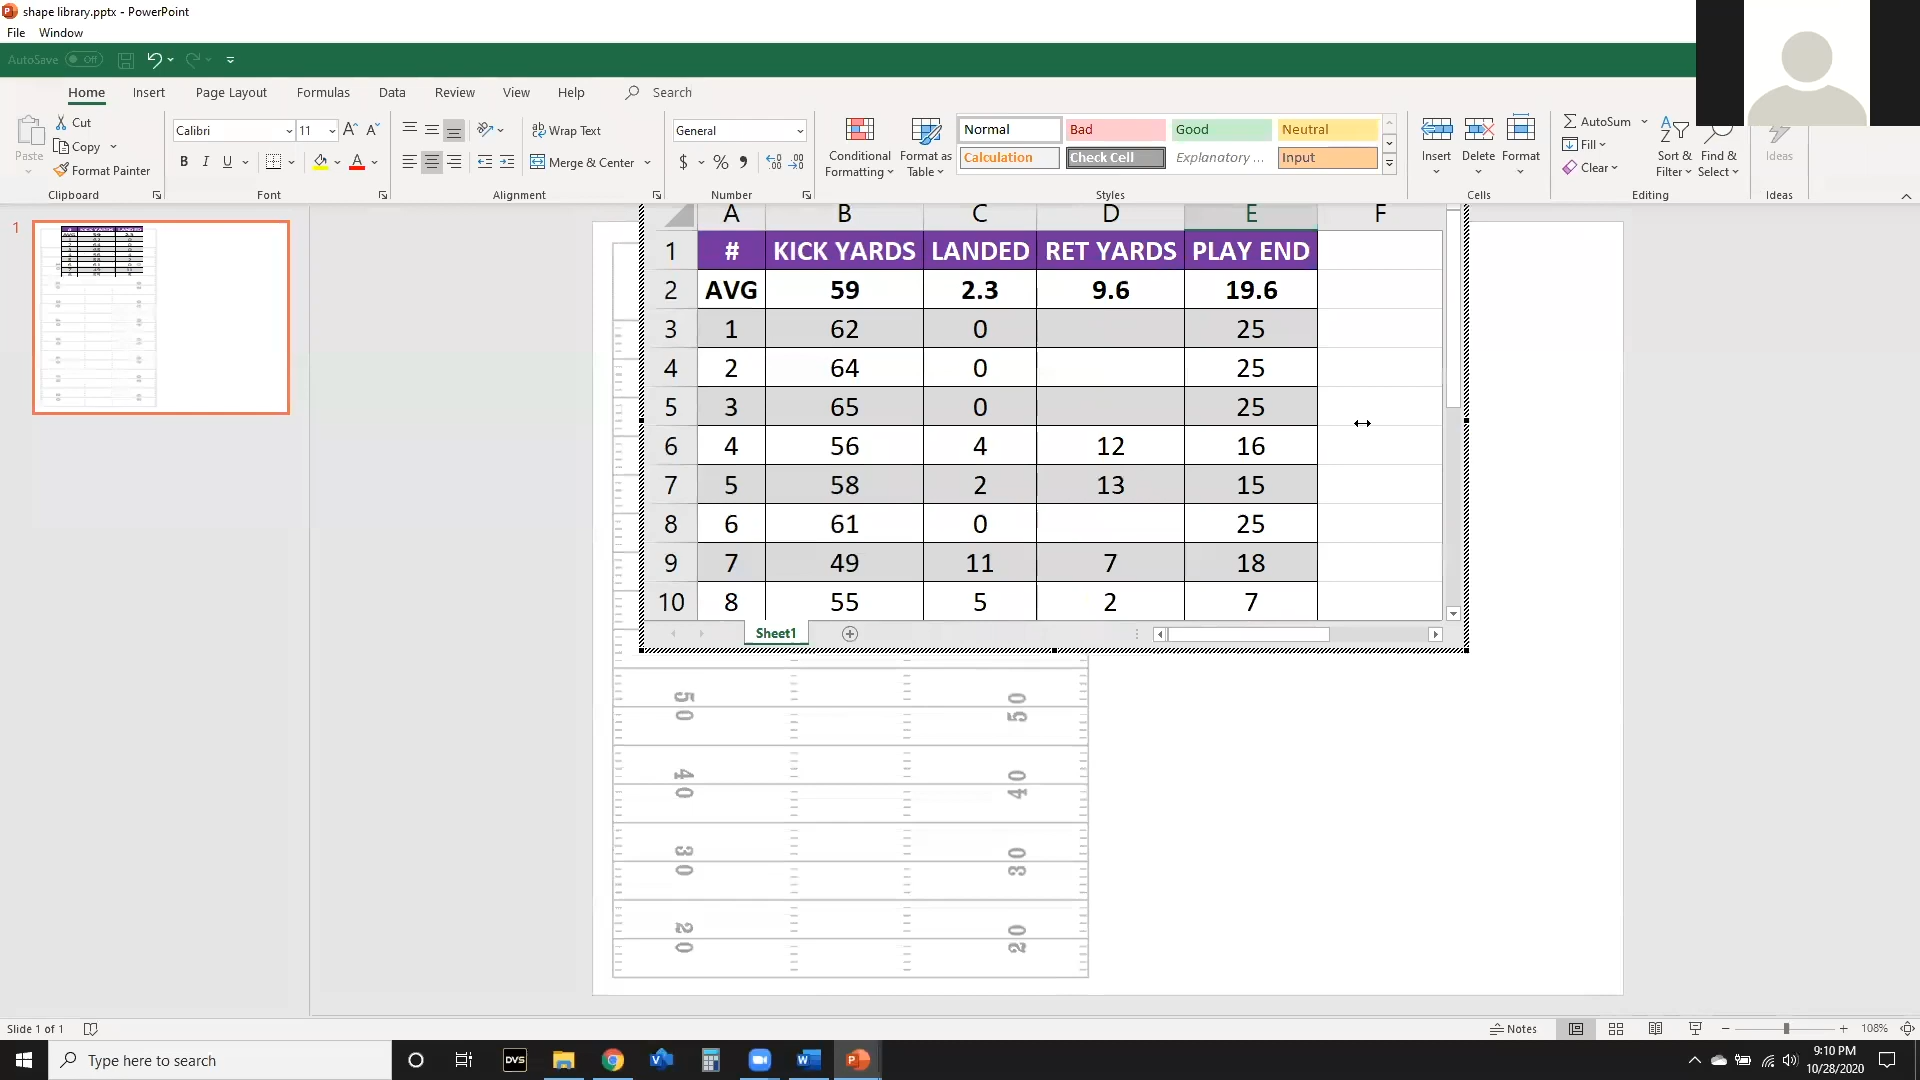 shape library.pptx - PowerPoint
File Window
AutoSave Off
Home Insert Page Layout Formulas Data Review View Help Search
Paste Cut Copy Format Painter
Calibri 11
B I U A
ab Wrap Text
Merge & Center
General
$ % 9
Conditional Formatting Format as Table
Normal Bad Good Neutral
Calculation Check Cell Explanatory ... Input
Insert Delete Format
AutoSum Fill Clear
Sort & Filter Find & Select
Ideas
Clipboard Font Alignment Number Styles Cells Editing Ideas
1
A B C D E F
1 # KICK YARDS LANDED RET YARDS PLAY END
2 AVG 59 2.3 9.6 19.6
3 1 62 0 25
4 2 64 0 25
5 3 65 0 25
6 4 56 4 12 16
7 5 58 2 13 15
8 6 61 0 25
9 7 49 11 7 18
10 8 55 5 2 7
Sheet1
50 50
40 40
30 30
20 20
Slide 1 of 1 Notes 108%
Type here to search DVS
9:10 PM
10/28/2020